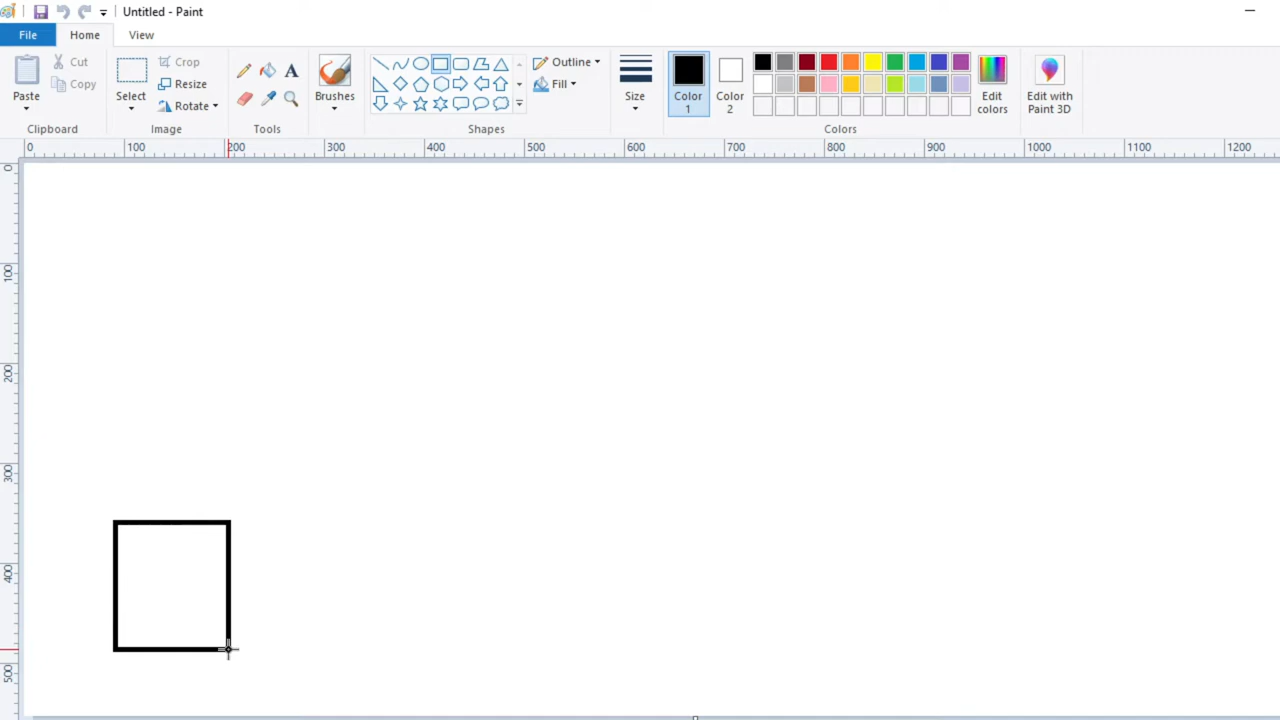 Untitled - Paint
File Home View
Paste Cut Copy
Clipboard
Select Crop Resize Rotate
Image
A
Tools
Brushes
Shapes
Outline Fill
Size
Color 1
Color 2
Edit colors
Colors
Edit with Paint 3D
0 100 200 300 400 500 600 700 800 900 1000 1100 1200
0
100
200
300
400
500